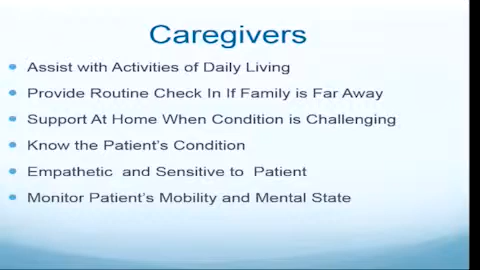 Caregivers
Assist with Activities of Daily Living
Provide Routine Check In If Family is Far Away
Support At Home When Condition is Challenging
Know the Patient's Condition
Empathetic and Sensitive to Patient
Monitor Patient's Mobility and Mental State